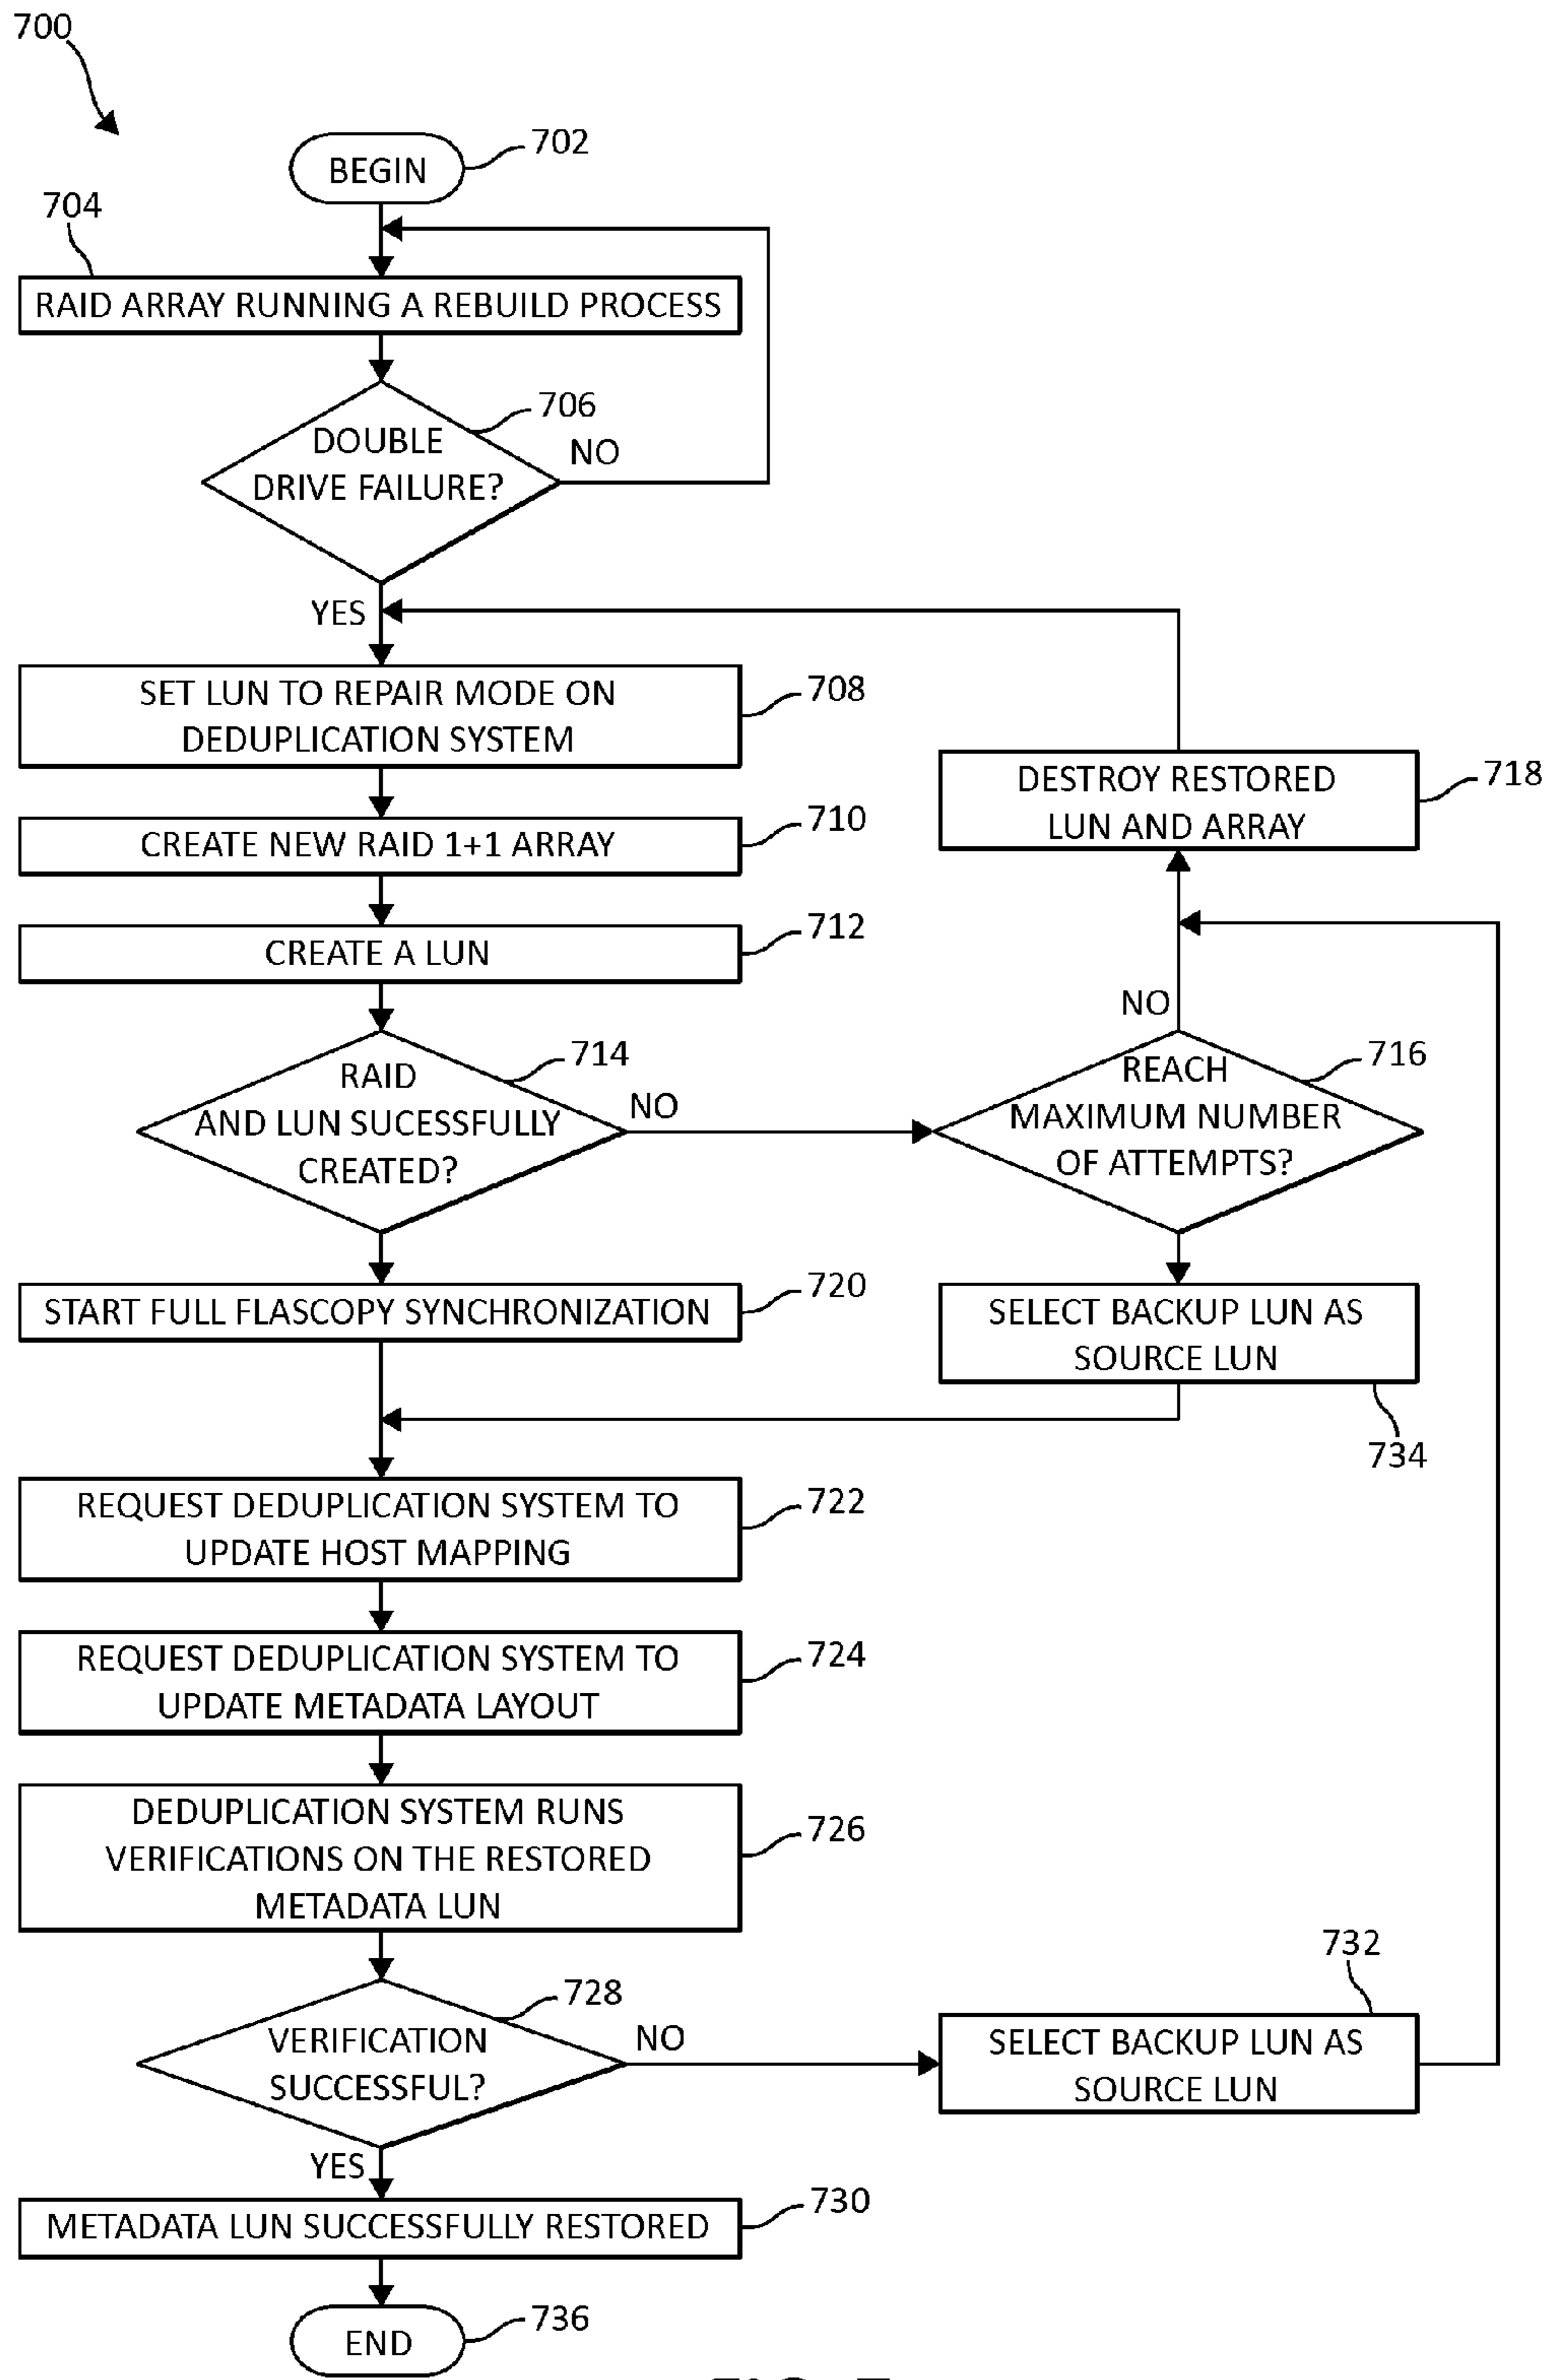 700
BEGIN
702
704
RAID ARRAY RUNNING A REBUILD PROCESS
706
DOUBLE
DRIVE FAILURE?
NO
YES
SET LUN TO REPAIR MODE ON
DEDUPLICATION SYSTEM
708
CREATE NEW RAID 1+1 ARRAY
710
CREATE A LUN
712
RAID
AND LUN SUCESSFULLY
CREATED?
714
NO
REACH
MAXIMUM NUMBER
OF ATTEMPTS?
716
NO
DESTROY RESTORED
LUN AND ARRAY
718
START FULL FLASCOPY SYNCHRONIZATION
720
SELECT BACKUP LUN AS
SOURCE LUN
734
REQUEST DEDUPLICATION SYSTEM TO
UPDATE HOST MAPPING
722
REQUEST DEDUPLICATION SYSTEM TO
UPDATE METADATA LAYOUT
724
DEDUPLICATION SYSTEM RUNS
VERIFICATIONS ON THE RESTORED
METADATA LUN
726
VERIFICATION
SUCCESSFUL?
728
NO
732
SELECT BACKUP LUN AS
SOURCE LUN
YES
METADATA LUN SUCCESSFULLY RESTORED
730
END
736